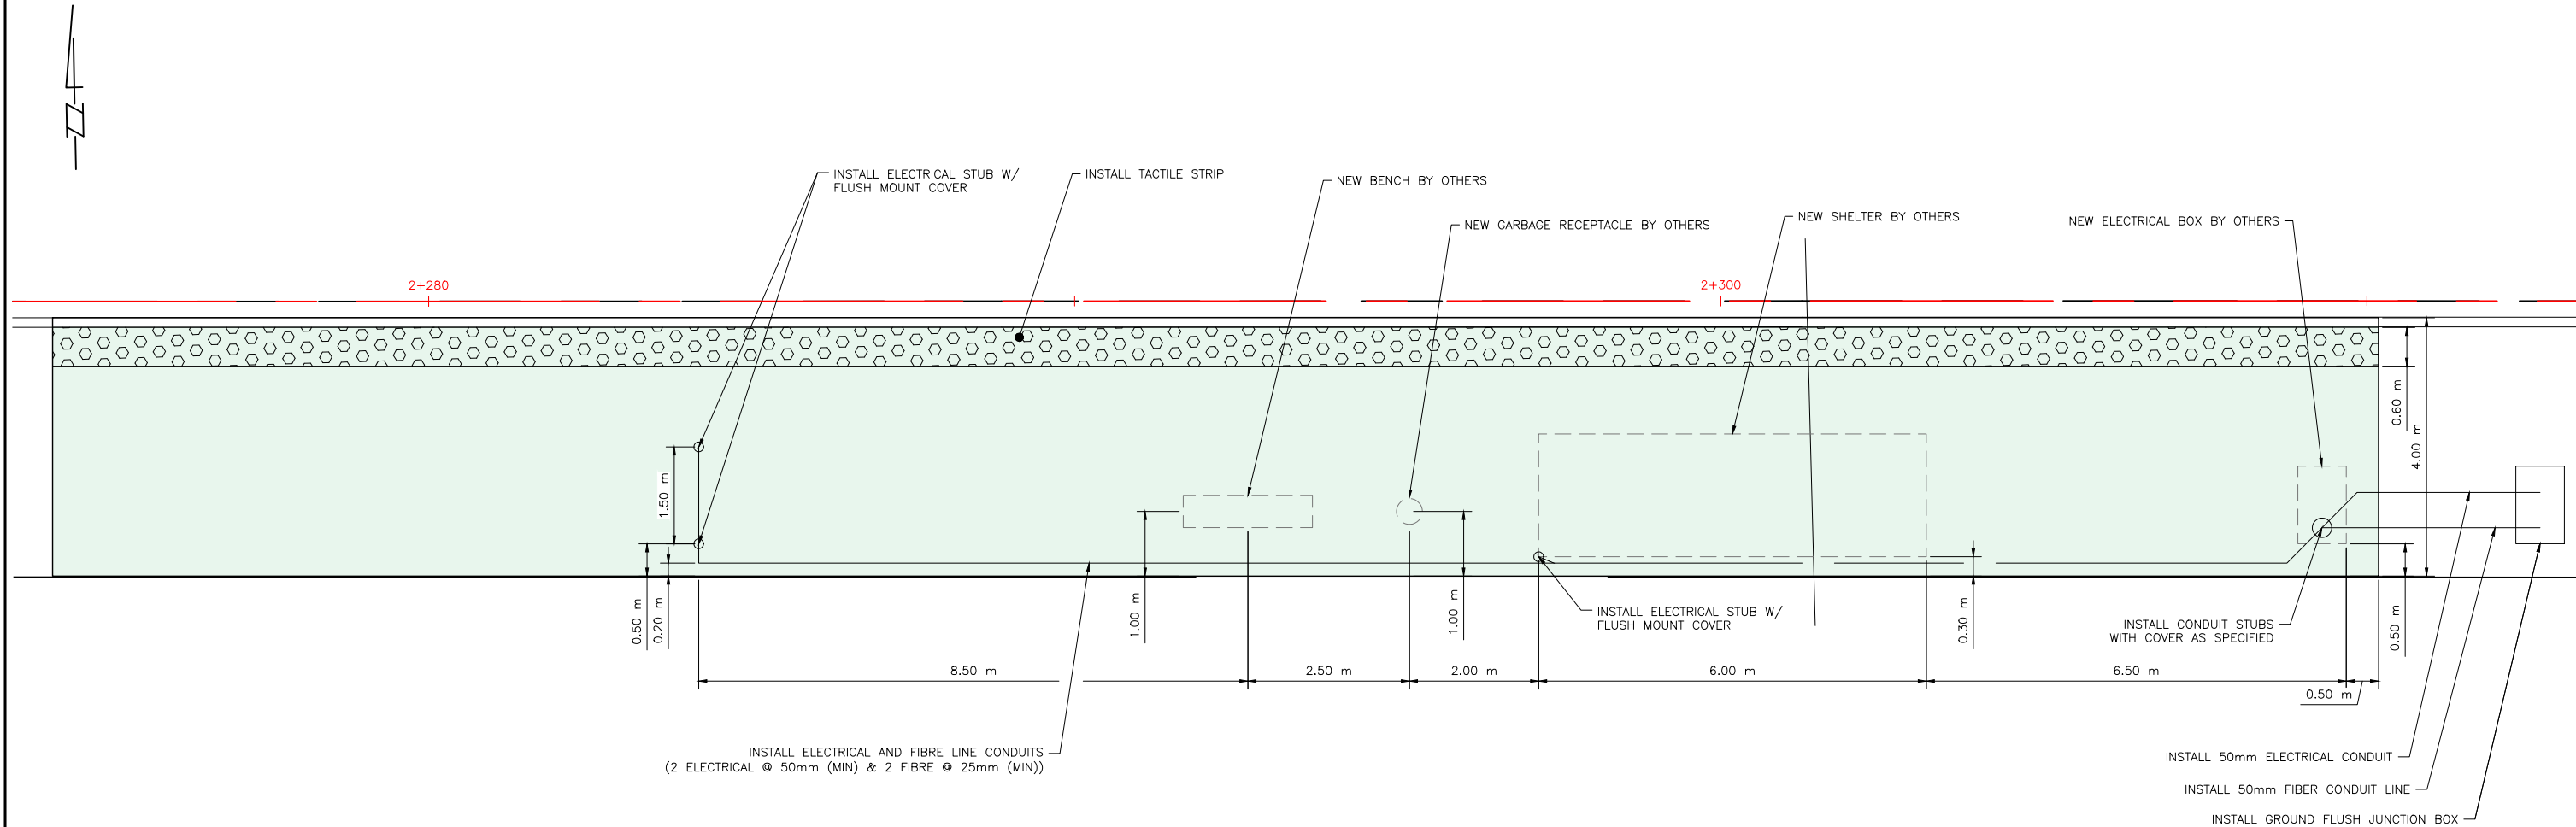 INSTALL ELECTRICAL STUB W/
FLUSH MOUNT COVER
INSTALL TACTILE STRIP
NEW BENCH BY OTHERS
NEW GARBAGE RECEPTACLE BY OTHERS
NEW SHELTER BY OTHERS
NEW ELECTRICAL BOX BY OTHERS
2+280
2+300
0.60 m
4.00 m
1.50 m
0.50 m
0.20 m
1.00 m
1.00 m
INSTALL ELECTRICAL STUB W/
FLUSH MOUNT COVER
0.30 m
INSTALL CONDUIT STUBS
WITH COVER AS SPECIFIED
0.50 m
8.50 m
2.50 m
2.00 m
6.00 m
6.50 m
0.50 m
INSTALL ELECTRICAL AND FIBRE LINE CONDUITS
(2 ELECTRICAL @ 50mm (MIN) & 2 FIBRE @ 25mm (MIN))
INSTALL 50mm ELECTRICAL CONDUIT
INSTALL 50mm FIBER CONDUIT LINE
INSTALL GROUND FLUSH JUNCTION BOX